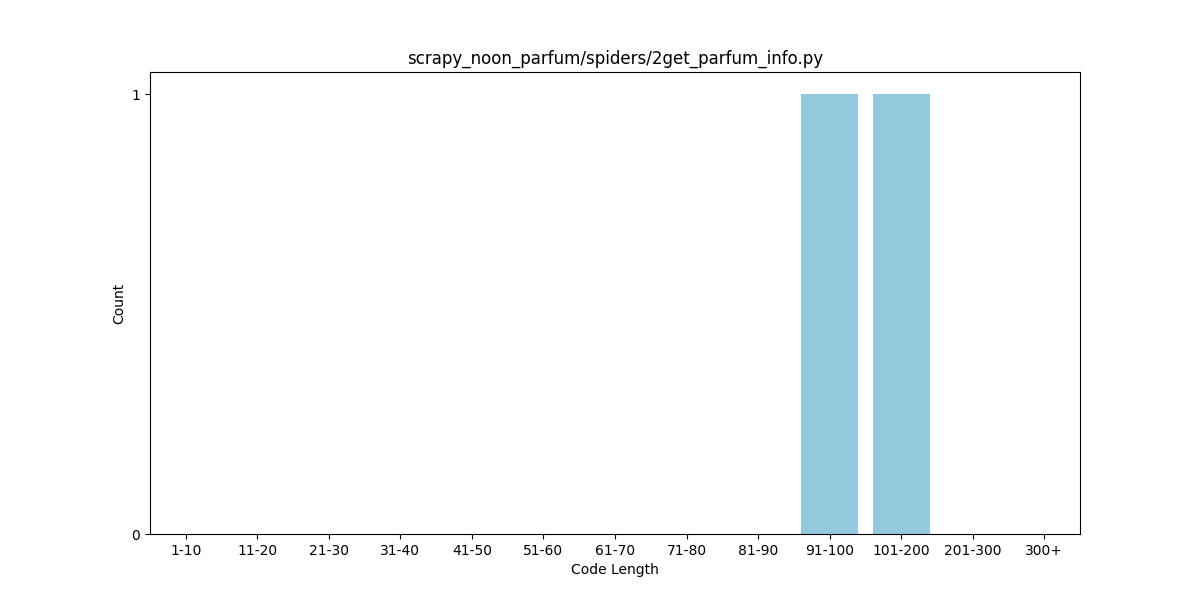 scrapy_noon_parfum/spiders/2get_parfum_info.py
1
Count
0
1-10 11-20 21-30 31-40 41-50 51-60 61-70 71-80 81-90 91-100 101-200 201-300 300+
Code Length